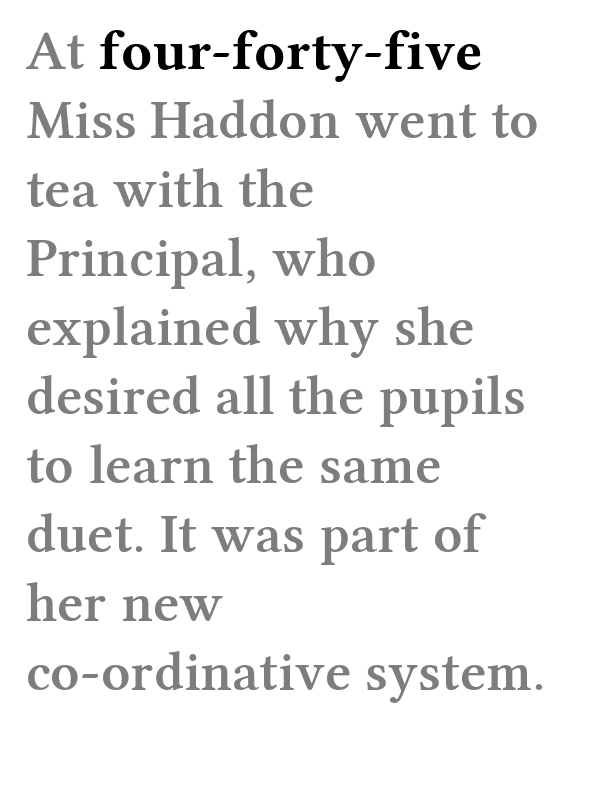 At four-forty-five
Miss Haddon went to
tea with the
Principal, who
explained why she
desired all the pupils
to learn the same
duet. It was part of
her new
co-ordinative system.